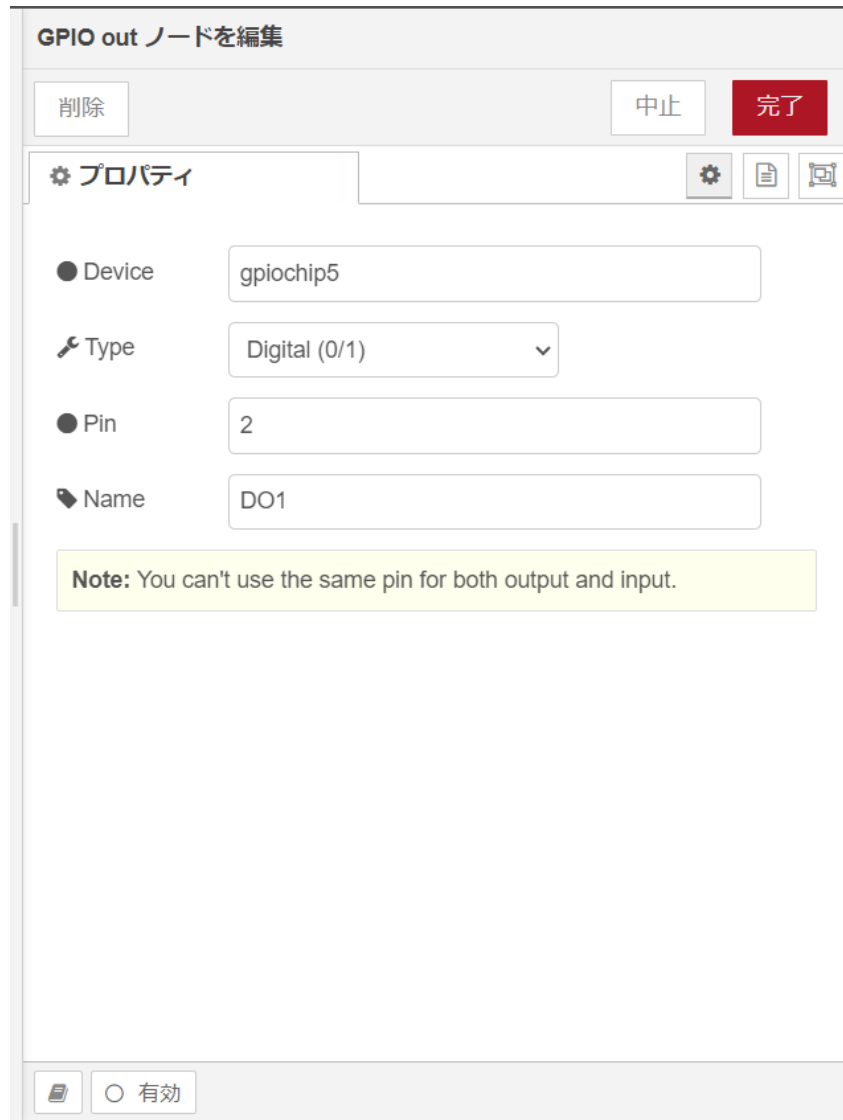 GPIO out ノードを編集
削除
中止
完了
プロパティ
Device
gpiochip5
Type
Digital (0/1)
Pin
2
Name
DO1
Note: You can't use the same pin for both output and input.
有効